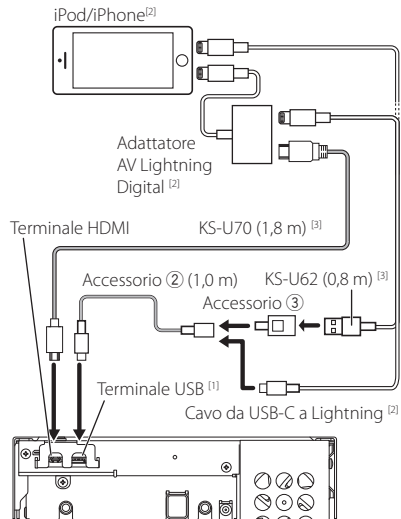 iPod/iPhone[2]
Adattatore
AV Lightning
Digital [2]
Terminale HDMI
KS-U70 (1,8 m) [3]
Accessorio ② (1,0 m)
KS-U62 (0,8 m) [3]
Accessorio ③
Terminale USB [1]
Cavo da USB-C a Lightning [2]